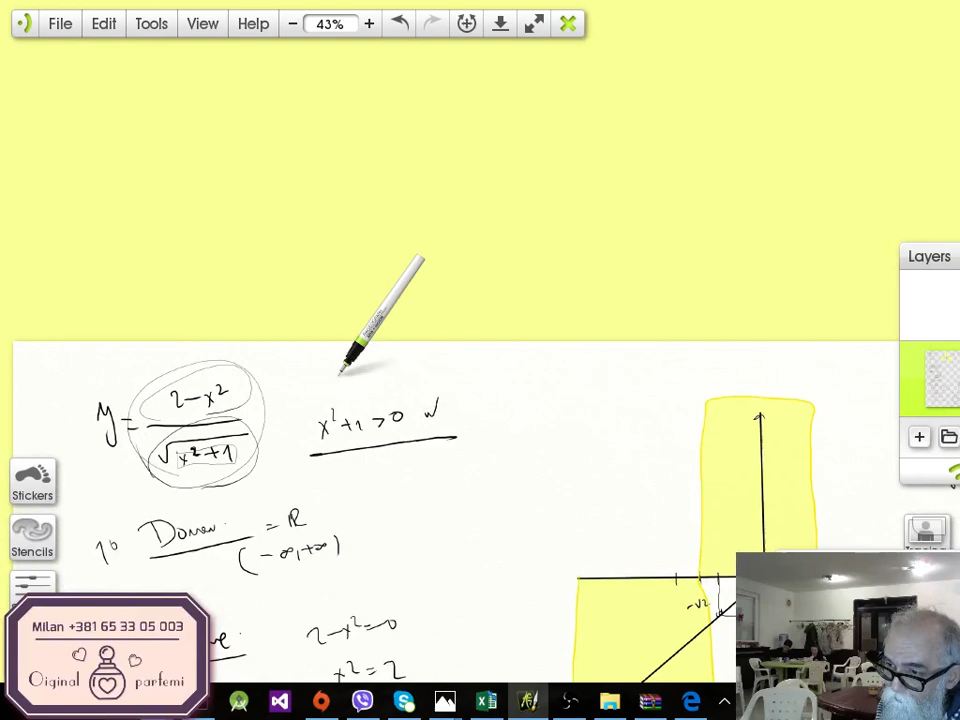 File Edit Tools View Help 43%
Layers
y = (2-x²)/√(x²+1)
x²+1>0 ✓
Stickers
Stencils
1° Domen = ℝ
(-∞,+∞)
-√2
2-x²=0
x²=2
Milan +381 65 33 05 003
Oiginal parfemi